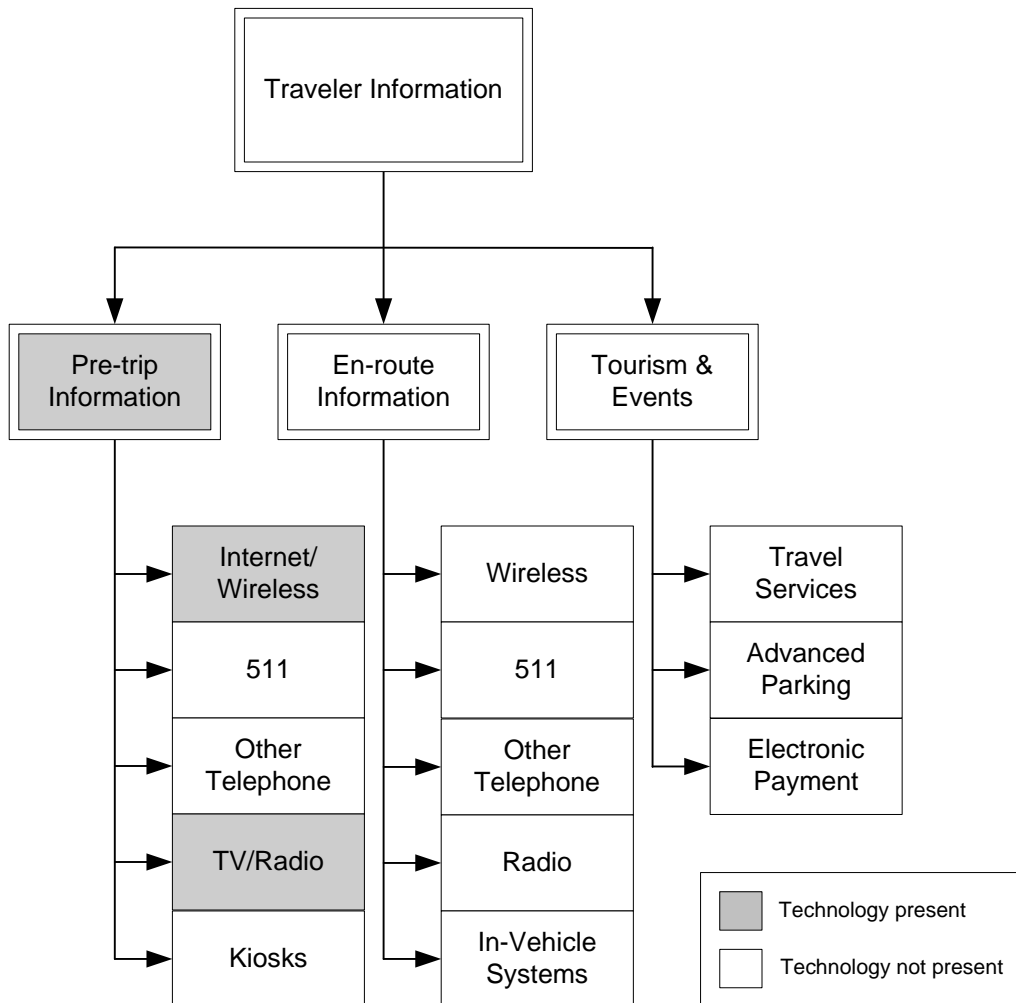 Traveler Information
Pre-trip
Information
En-route
Information
Tourism &
Events
Internet/
Wireless
511
Other
Telephone
TV/Radio
Kiosks
Wireless
511
Other
Telephone
Radio
In-Vehicle
Systems
Travel
Services
Advanced
Parking
Electronic
Payment
Technology present
Technology not present